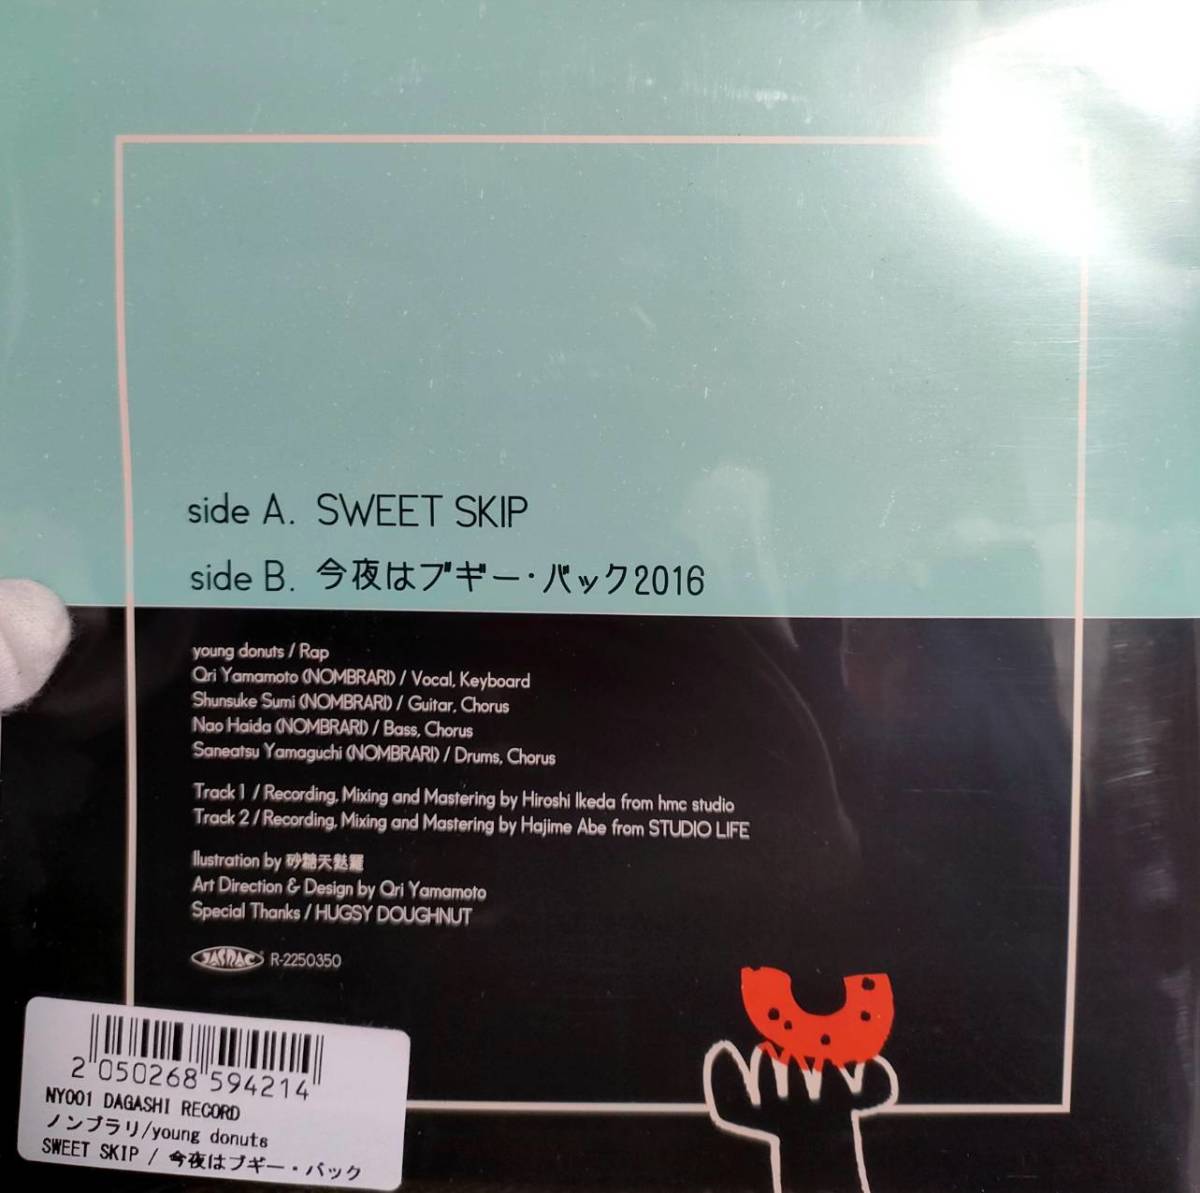 side A. SWEET SKIP
side B. 今夜はブギー・バック2016
young donuts / Rap
Qri Yamamoto (NOMBRARI) / Vocal, Keyboard
Shunsuke Sumi (NOMBRARI) / Guitar, Chorus
Nao Haida (NOMBRARI) / Bass, Chorus
Saneatsu Yamaguchi (NOMBRARI) / Drums, Chorus
Track 1 / Recording, Mixing and Mastering by Hiroshi Ikeda from hmc studio
Track 2 / Recording, Mixing and Mastering by Hajime Abe from STUDIO LIFE
Ilustration by 砂糖天麩羅
Art Direction & Design by Qri Yamamoto
Special Thanks / HUGSY DOUGHNUT
JASRAC R-2250350
2 050268 594214
NY001 DAGASHI RECORD
ノンブラリ/young donuts
SWEET SKIP / 今夜はブギー・バック